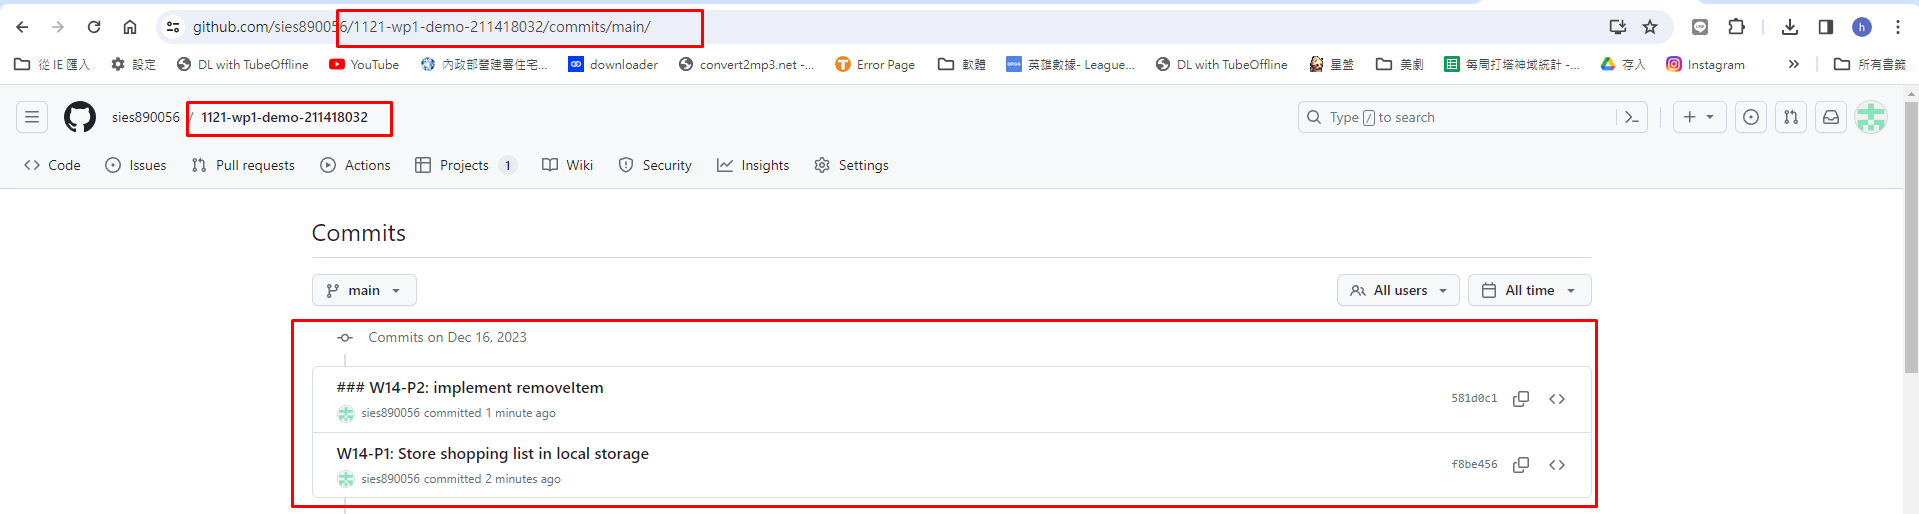 github.com/sies890056/1121-wp1-demo-211418032/commits/main/
h
從 IE 匯入 設定 DL with TubeOffline YouTube 內政部營建署住宅... downloader convert2mp3.net -... Error Page 軟體 英雄數據- League... DL with TubeOffline 星盤 美劇 每周打塔神域統計 -... 存入 Instagram » 所有書籤
sies890056 / 1121-wp1-demo-211418032 Type / to search
Code Issues Pull requests Actions Projects 1 Wiki Security Insights Settings
Commits
main All users All time
Commits on Dec 16, 2023
### W14-P2: implement removeItem
sies890056 committed 1 minute ago 581d0c1
W14-P1: Store shopping list in local storage
sies890056 committed 2 minutes ago f8be456